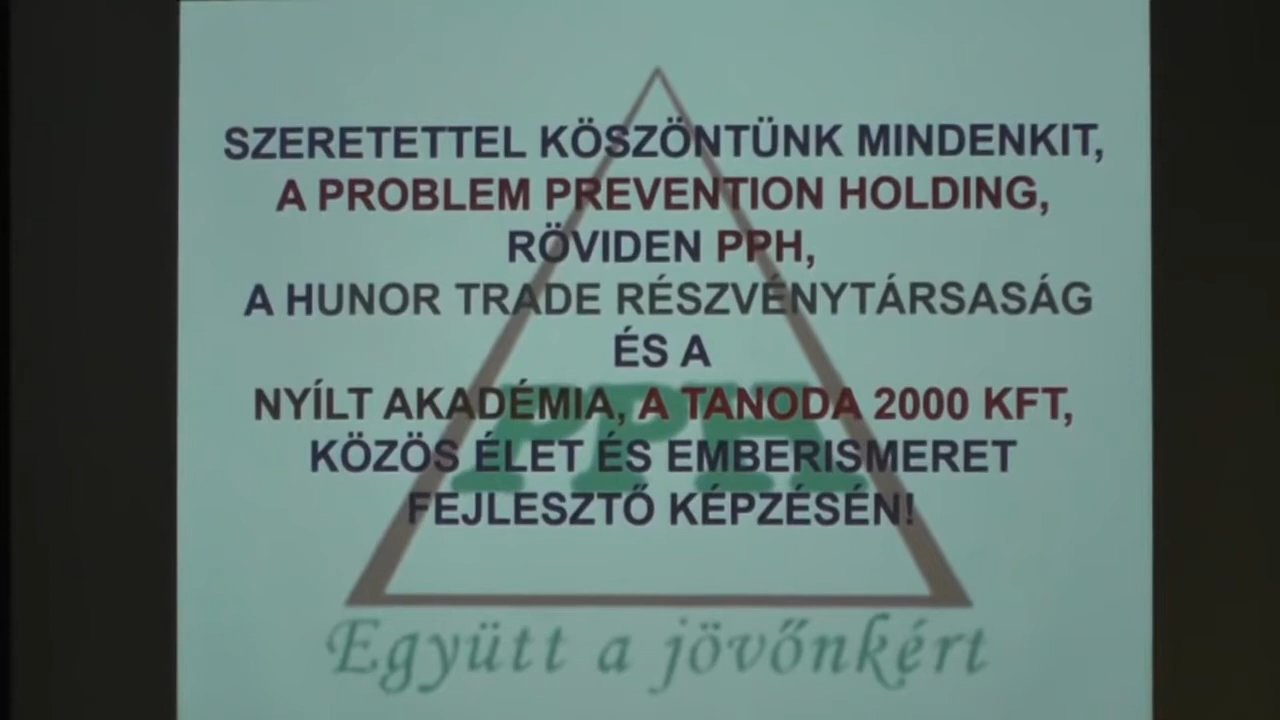 SZERETETTEL KÖSZÖNTÜNK MINDENKIT,
A PROBLEM PREVENTION HOLDING,
RÖVIDEN PPH,
A HUNOR TRADE RÉSZVÉNYTÁRSASÁG
ÉS A
NYÍLT AKADÉMIA, A TANODA 2000 KFT,
PPH
KÖZÖS ÉLET ÉS EMBERISMERET
FEJLESZTŐ KÉPZÉSÉN!
Együtt a jövőnkért